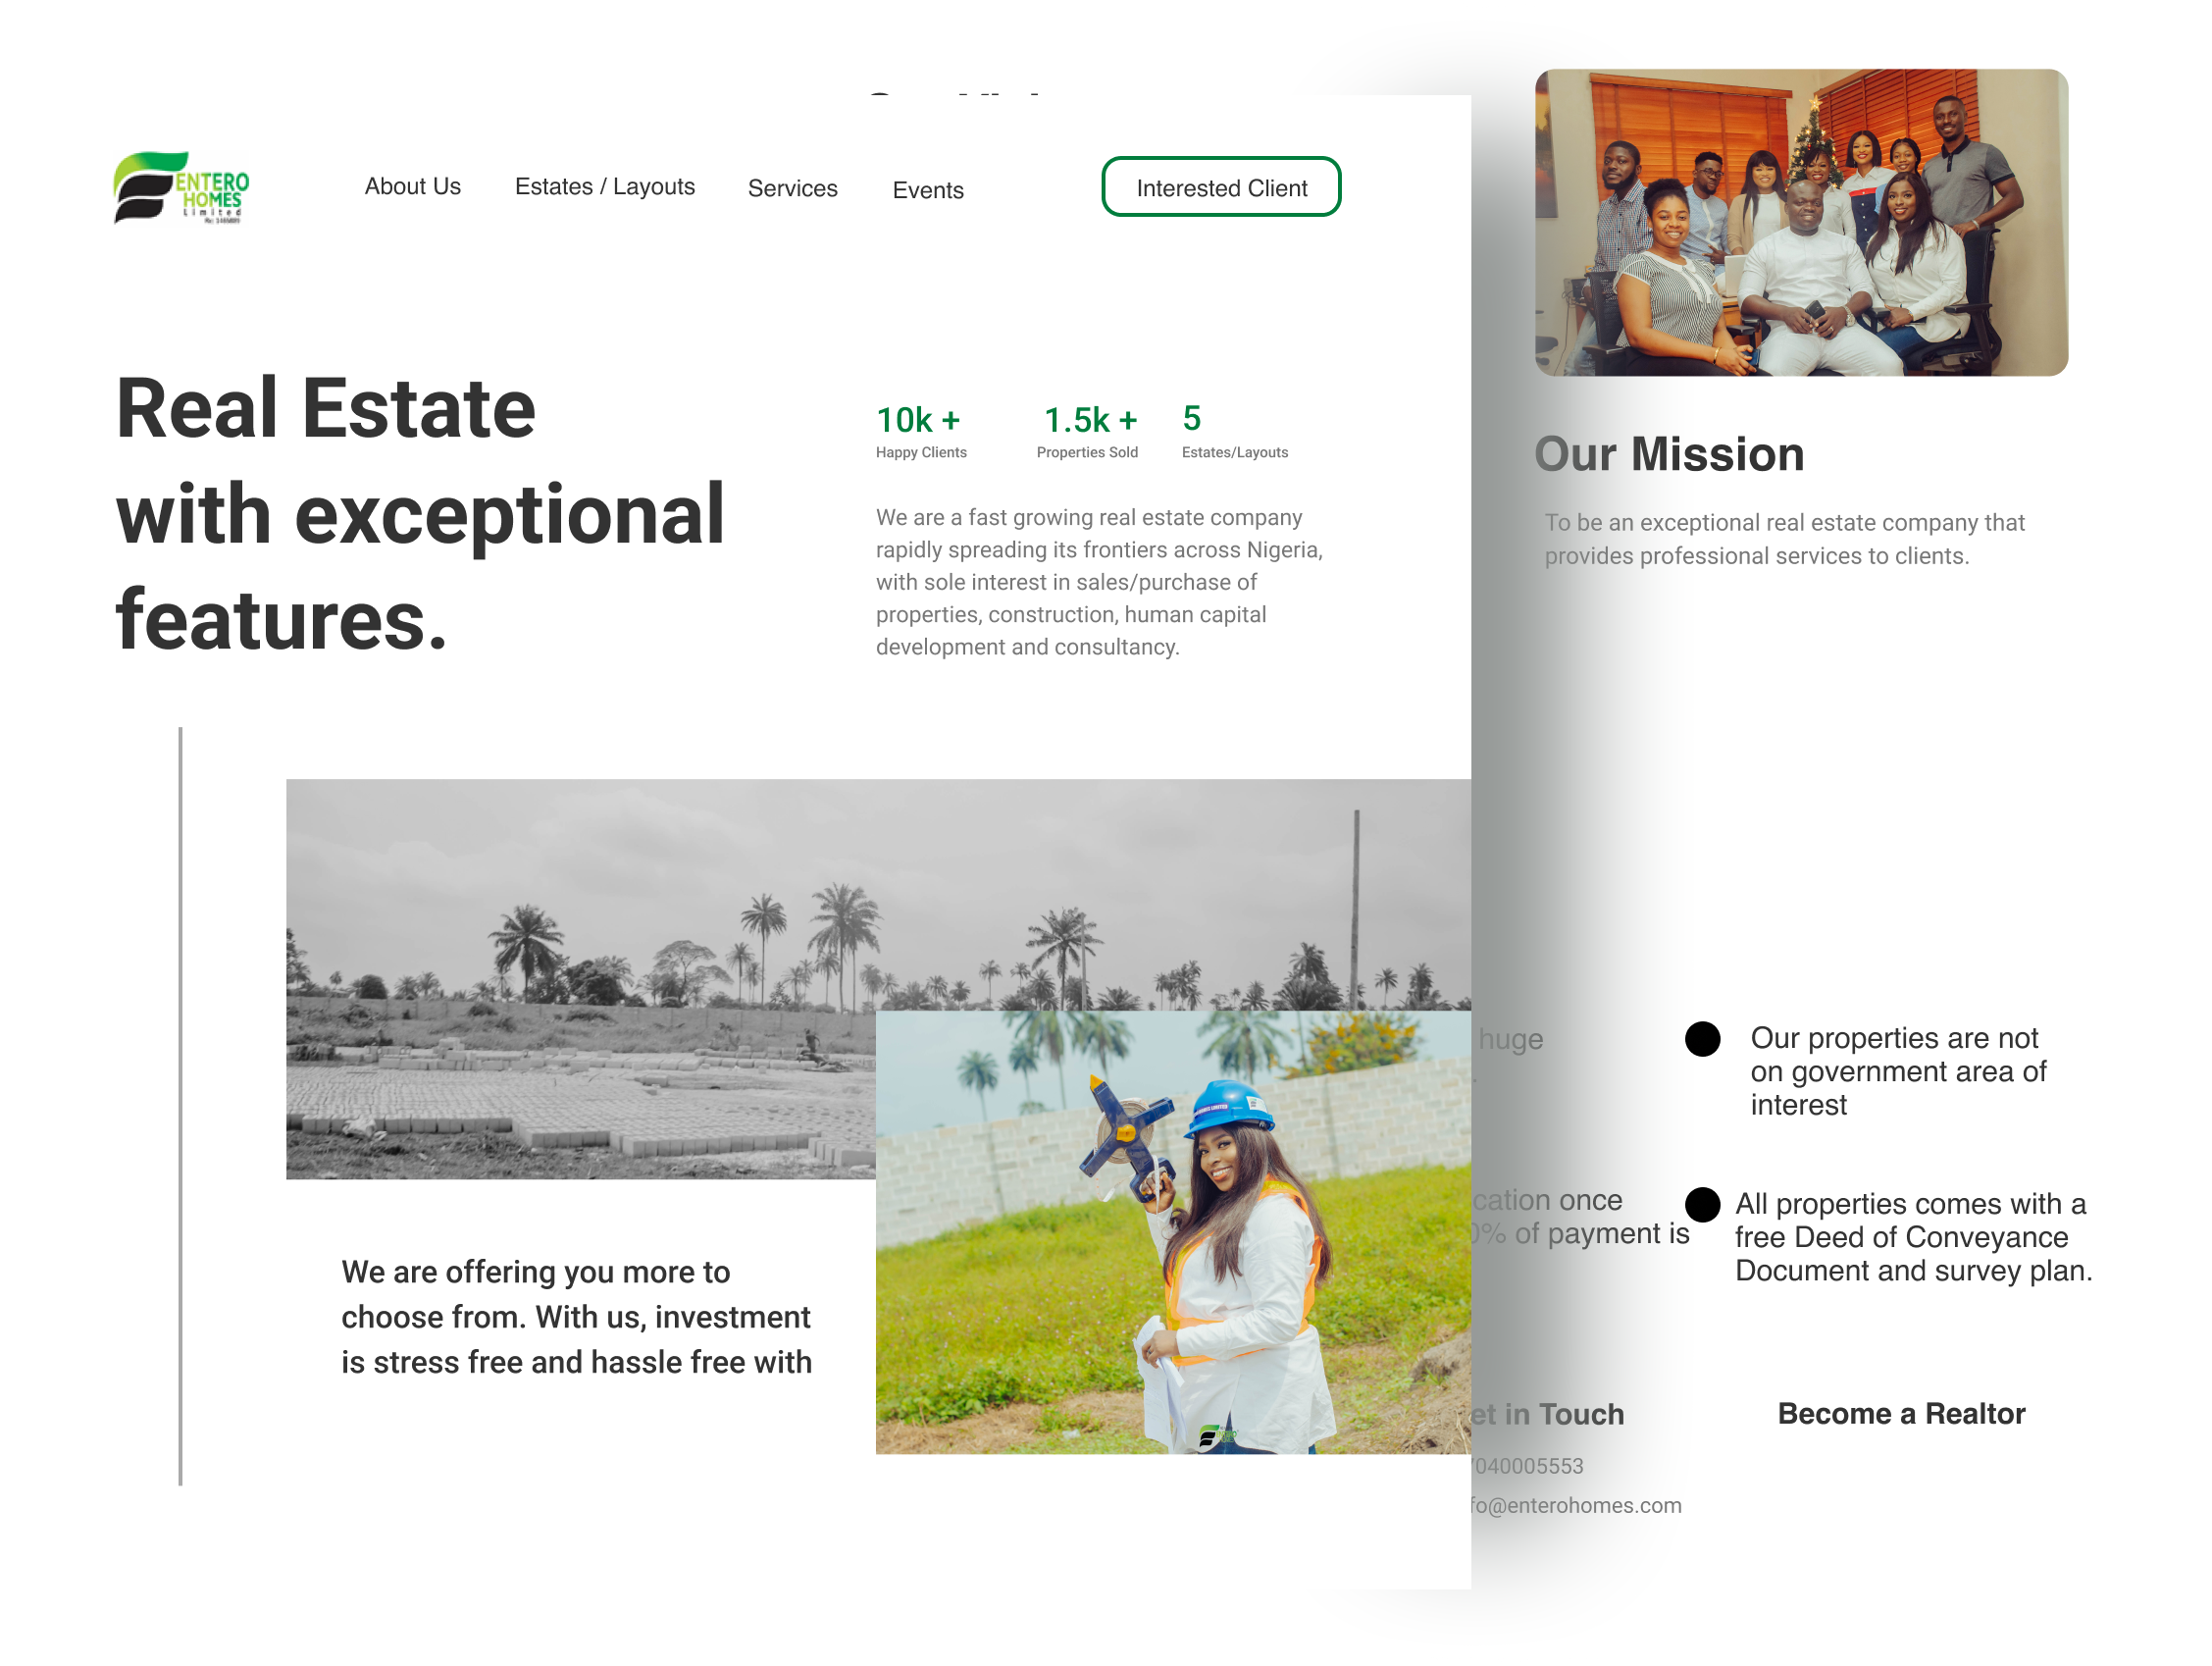 ENTERO
HOMES
Limited
About Us
Estates / Layouts
Services
Events
Interested Client
Real Estate
with exceptional
features.
10k +
Happy Clients
1.5k +
Properties Sold
5
Estates/Layouts
We are a fast growing real estate company
rapidly spreading its frontiers across Nigeria,
with sole interest in sales/purchase of
properties, construction, human capital
development and consultancy.
We are offering you more to
choose from. With us, investment
is stress free and hassle free with
Our Mission
To be an exceptional real estate company that
provides professional services to clients.
huge
Our properties are not
on government area of
interest
cation once
0% of payment is
All properties comes with a
free Deed of Conveyance
Document and survey plan.
et in Touch
7040005553
fo@enterohomes.com
Become a Realtor